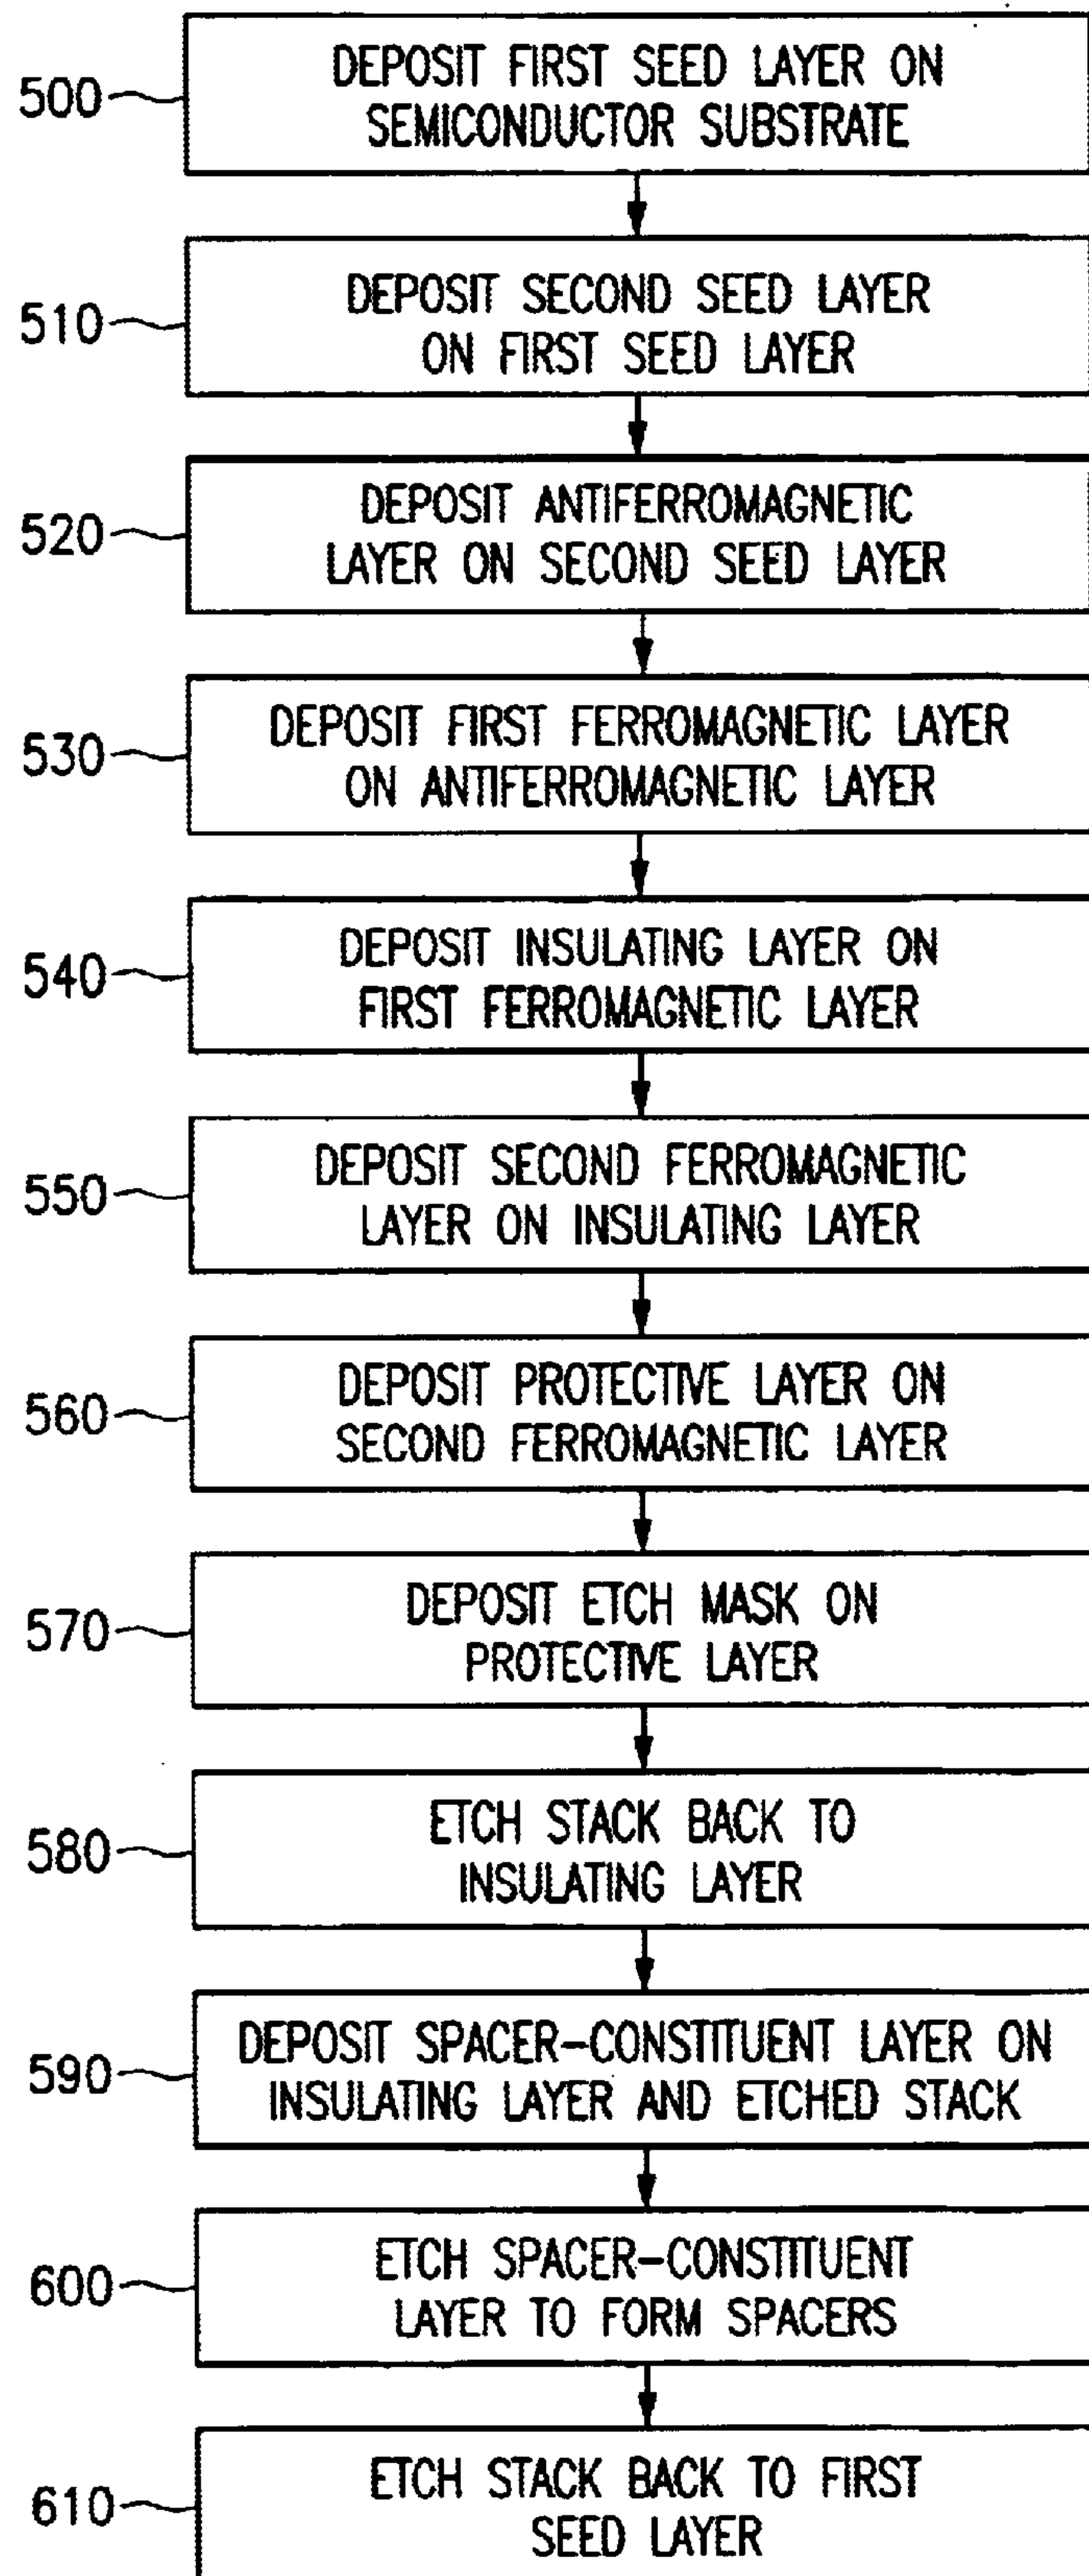 500
DEPOSIT FIRST SEED LAYER ON
SEMICONDUCTOR SUBSTRATE
510
DEPOSIT SECOND SEED LAYER
ON FIRST SEED LAYER
520
DEPOSIT ANTIFERROMAGNETIC
LAYER ON SECOND SEED LAYER
530
DEPOSIT FIRST FERROMAGNETIC LAYER
ON ANTIFERROMAGNETIC LAYER
540
DEPOSIT INSULATING LAYER ON
FIRST FERROMAGNETIC LAYER
550
DEPOSIT SECOND FERROMAGNETIC
LAYER ON INSULATING LAYER
560
DEPOSIT PROTECTIVE LAYER ON
SECOND FERROMAGNETIC LAYER
570
DEPOSIT ETCH MASK ON
PROTECTIVE LAYER
580
ETCH STACK BACK TO
INSULATING LAYER
590
DEPOSIT SPACER-CONSTITUENT LAYER ON
INSULATING LAYER AND ETCHED STACK
600
ETCH SPACER-CONSTITUENT
LAYER TO FORM SPACERS
610
ETCH STACK BACK TO FIRST
SEED LAYER